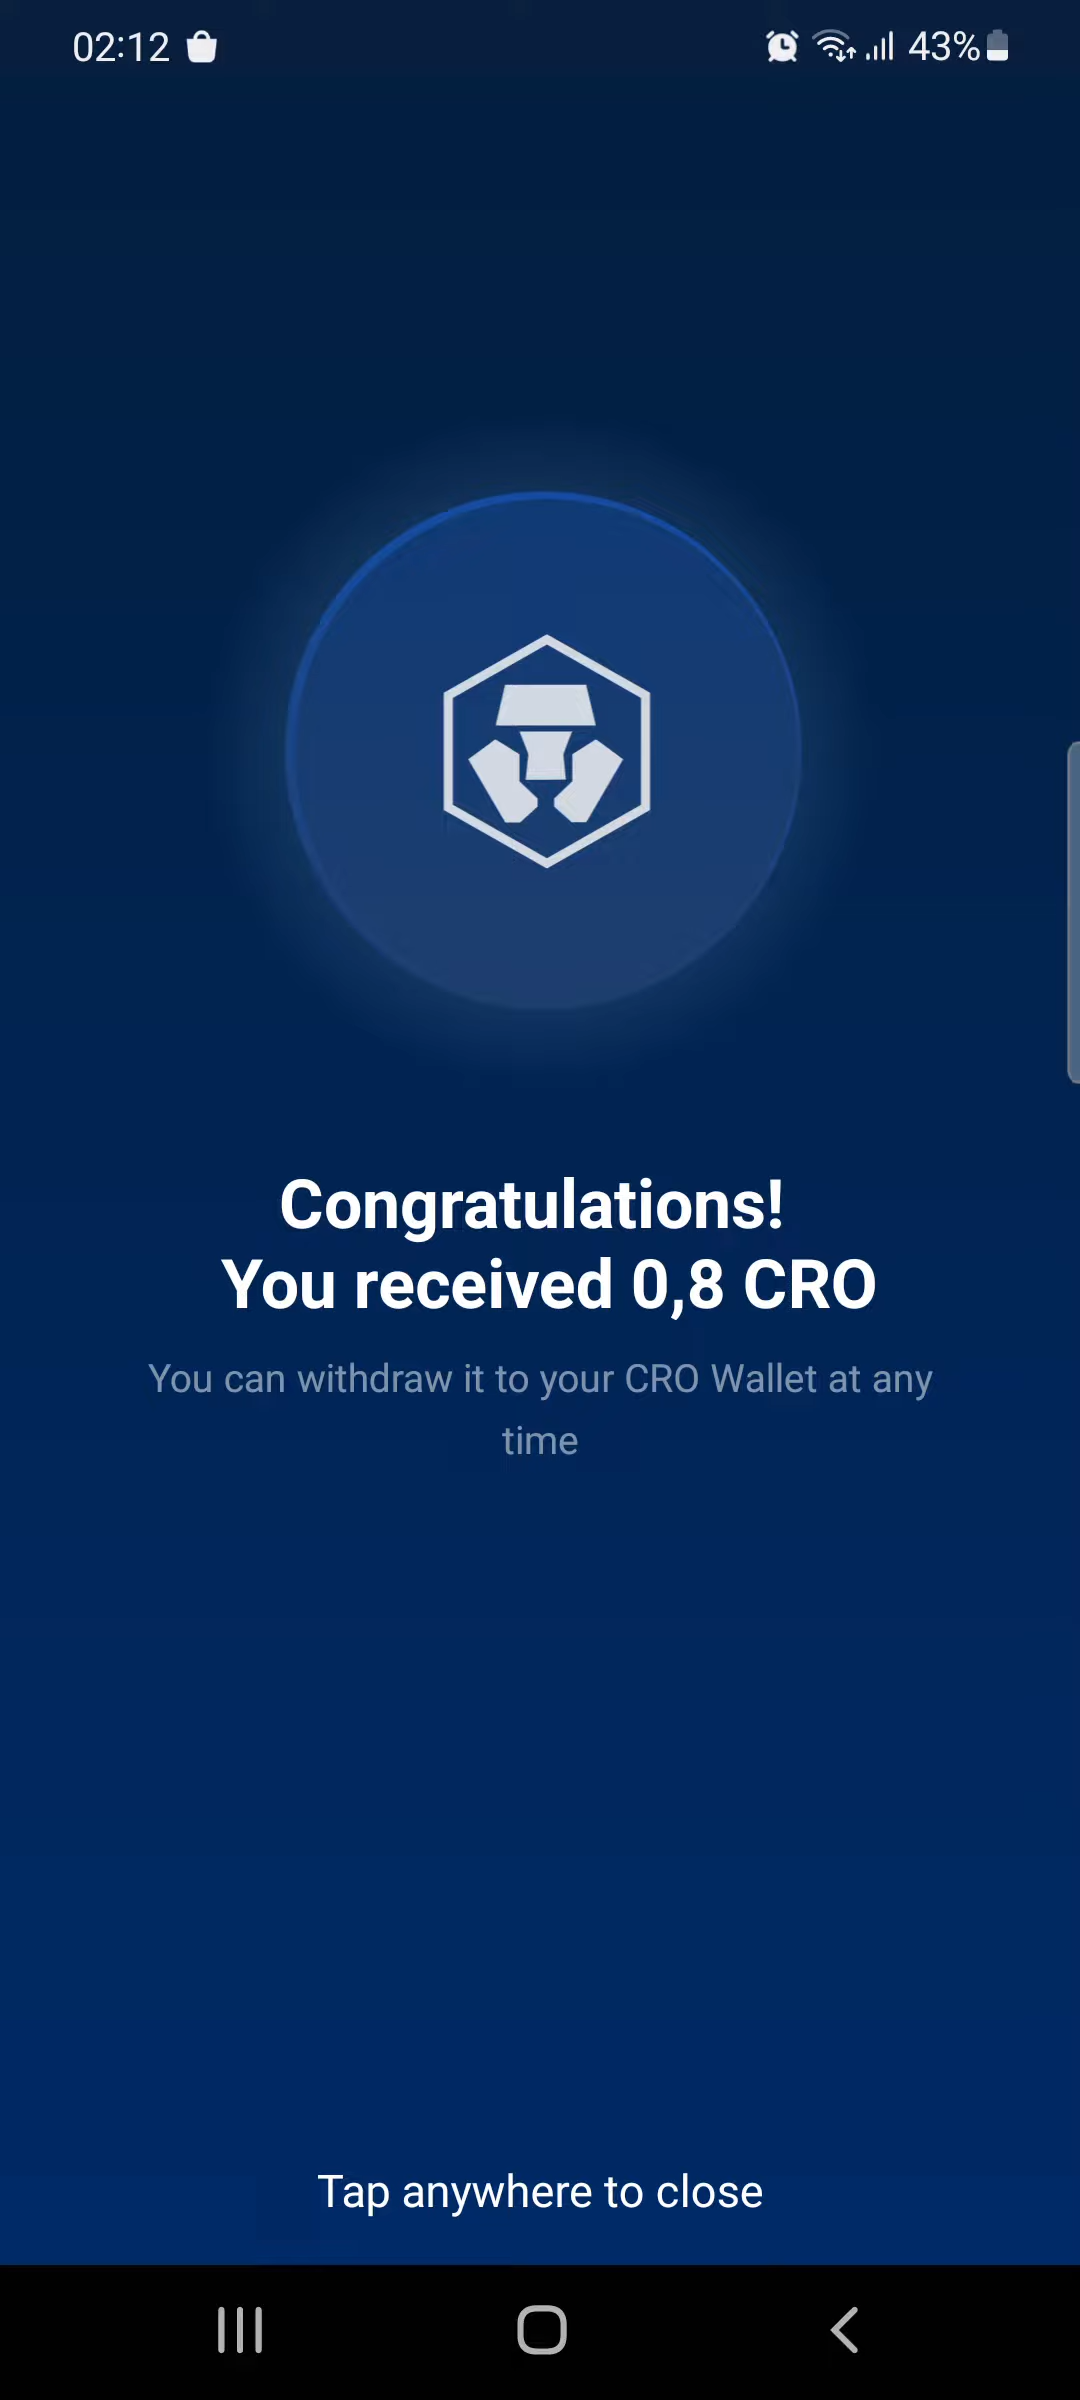 02:12
43%
Congratulations!
You received 0,8 CRO
You can withdraw it to your CRO Wallet at any
time
Tap anywhere to close